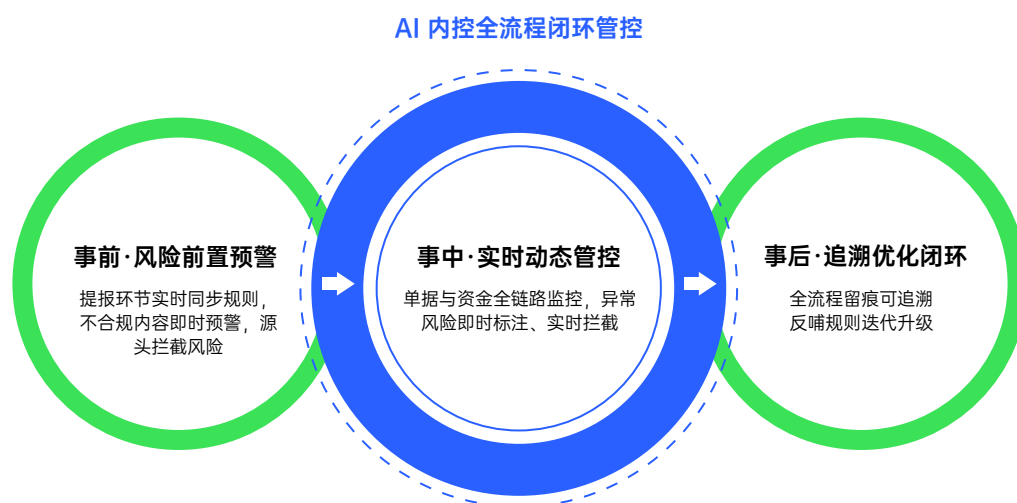 AI 内控全流程闭环管控
事前·风险前置预警
提报环节实时同步规则，
不合规内容即时预警，源
头拦截风险
事中·实时动态管控
单据与资金全链路监控，异常
风险即时标注、实时拦截
事后·追溯优化闭环
全流程留痕可追溯
反哺规则迭代升级